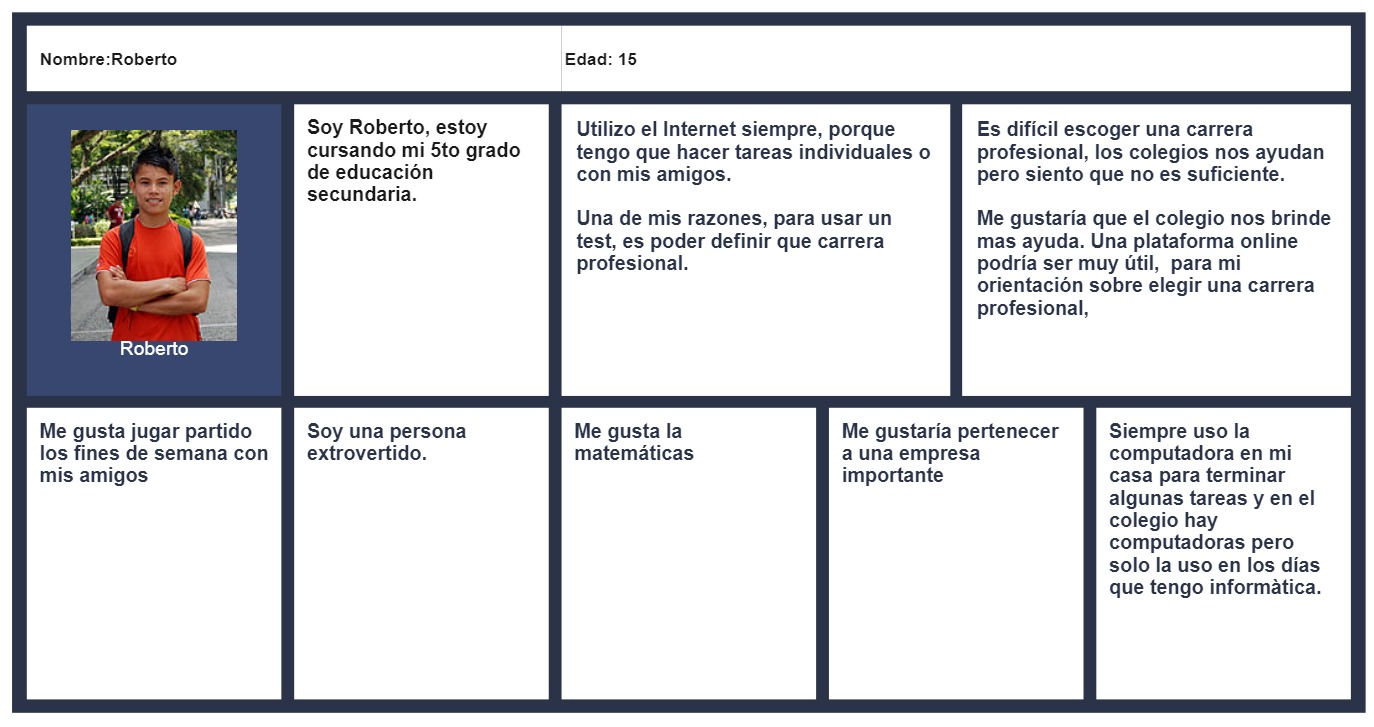 Nombre:Roberto
Edad: 15
Roberto
Soy Roberto, estoy
cursando mi 5to grado
de educación
secundaria.
Utilizo el Internet siempre, porque
tengo que hacer tareas individuales o
con mis amigos.
Una de mis razones, para usar un
test, es poder definir que carrera
profesional.
Es difícil escoger una carrera
profesional, los colegios nos ayudan
pero siento que no es suficiente.
Me gustaría que el colegio nos brinde
mas ayuda. Una plataforma online
podría ser muy útil,  para mi
orientación sobre elegir una carrera
profesional,
Me gusta jugar partido
los fines de semana con
mis amigos
Soy una persona
extrovertido.
Me gusta la
matemáticas
Me gustaría pertenecer
a una empresa
importante
Siempre uso la
computadora en mi
casa para terminar
algunas tareas y en el
colegio hay
computadoras pero
solo la uso en los días
que tengo informàtica.